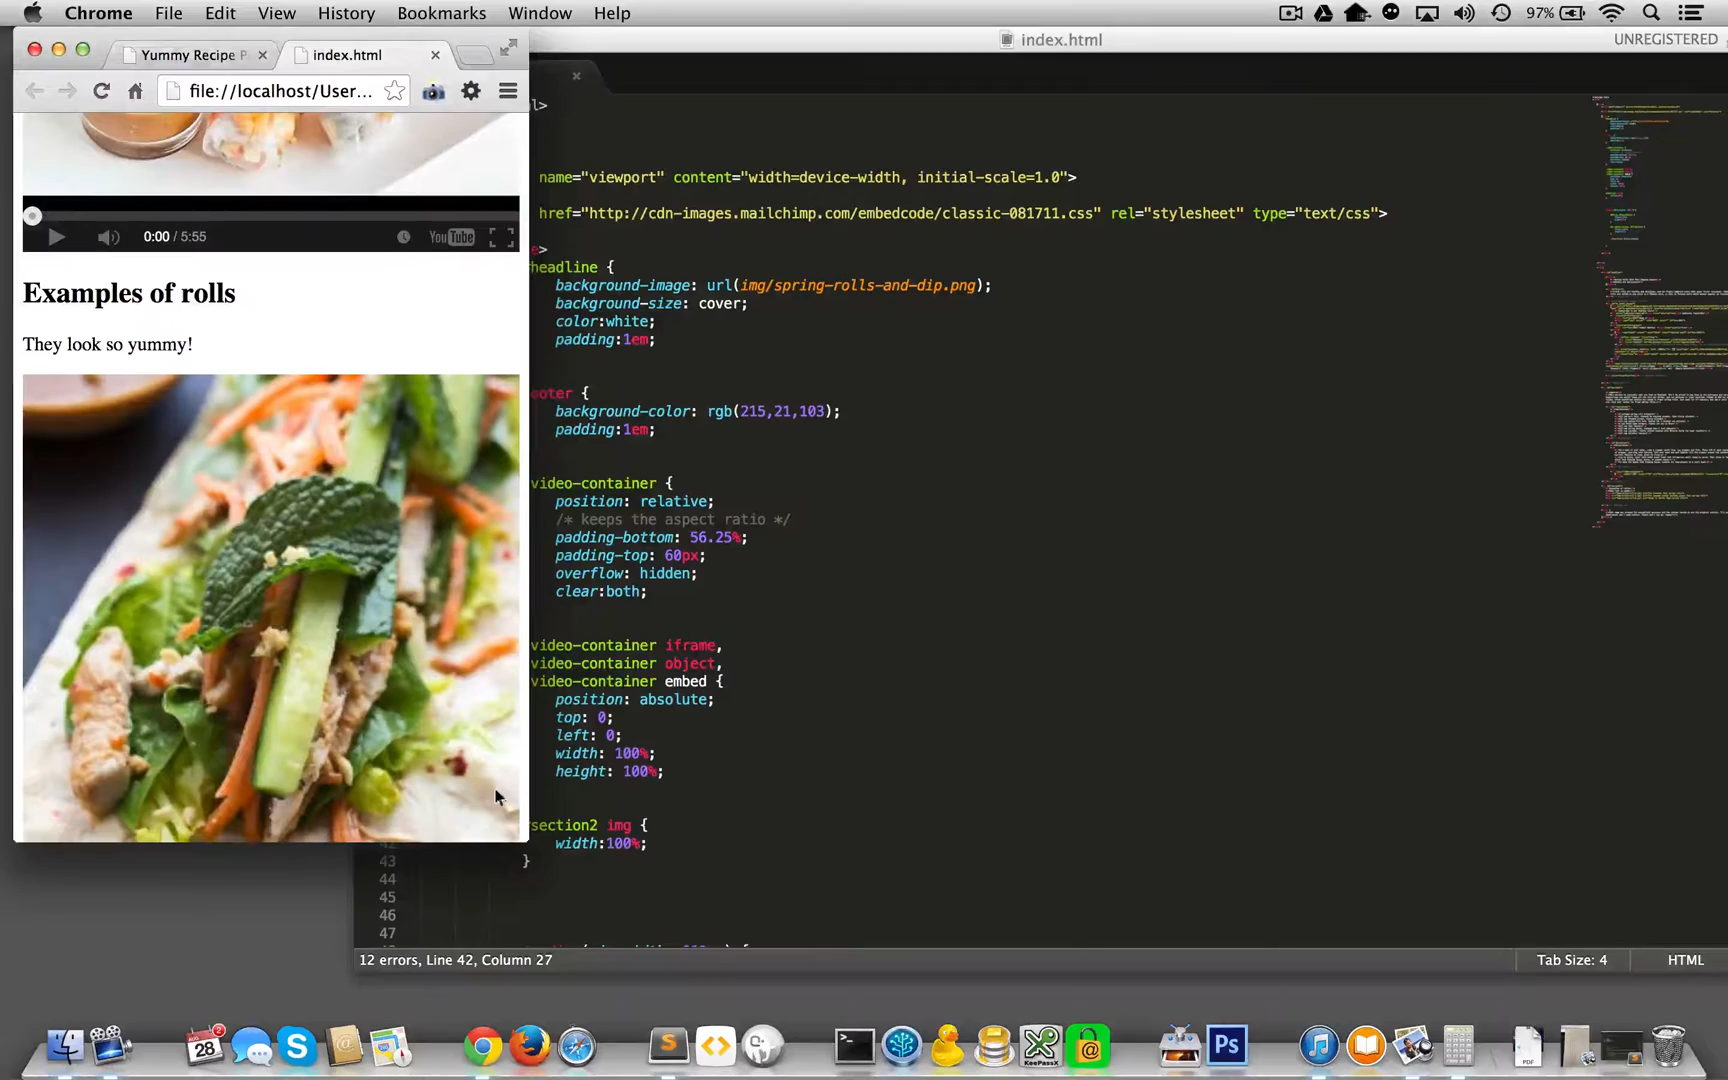 Chrome File Edit View History Bookmarks Window Help 97%
index.html UNREGISTERED
Yummy Recipe P index.html
file://localhost/User...
l>
name="viewport" content="width=device-width, initial-scale=1.0">
href="http://cdn-images.mailchimp.com/embedcode/classic-081711.css" rel="stylesheet" type="text/css">
0:00 / 5:55 YouTube
e>
headline {
background-image: url(img/spring-rolls-and-dip.png);
background-size: cover;
color:white;
padding:1em;
Examples of rolls
They look so yummy!
ooter {
background-color: rgb(215,21,103);
padding:1em;
video-container {
position: relative;
/* keeps the aspect ratio */
padding-bottom: 56.25%;
padding-top: 60px;
overflow: hidden;
clear:both;
video-container iframe,
video-container object,
video-container embed {
position: absolute;
top: 0;
left: 0;
width: 100%;
height: 100%;
section2 img {
width:100%;
43 }
44
45
46
47
12 errors, Line 42, Column 27 Tab Size: 4 HTML
2
28
Ps
PDF
KeePassX